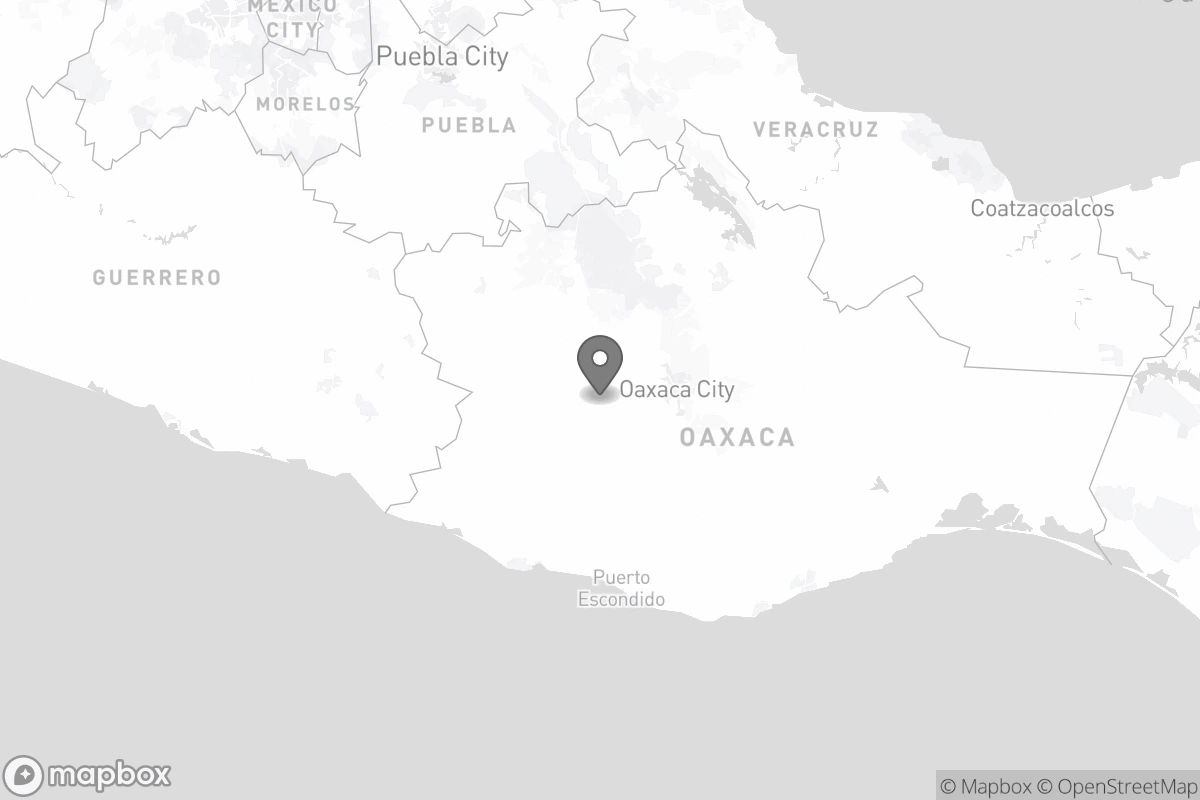 MEXICO
CITY
Puebla City
MORELOS
PUEBLA
VERACRUZ
Coatzacoalcos
GUERRERO
Oaxaca City
OAXACA
Puerto
Escondido
mapbox
© Mapbox © OpenStreetMap